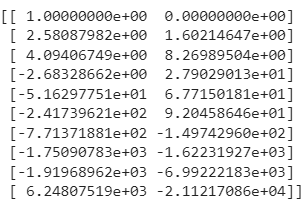 [[ 1.00000000e+00  0.00000000e+00]
 [ 2.58087982e+00  1.60214647e+00]
 [ 4.09406749e+00  8.26989504e+00]
 [-2.68328662e+00  2.79029013e+01]
 [-5.16297751e+01  6.77150181e+01]
 [-2.41739621e+02  9.20458646e+01]
 [-7.71371881e+02 -1.49742960e+02]
 [-1.75090783e+03 -1.62231927e+03]
 [-1.91968962e+03 -6.99222183e+03]
 [ 6.24807519e+03 -2.11217086e+04]]